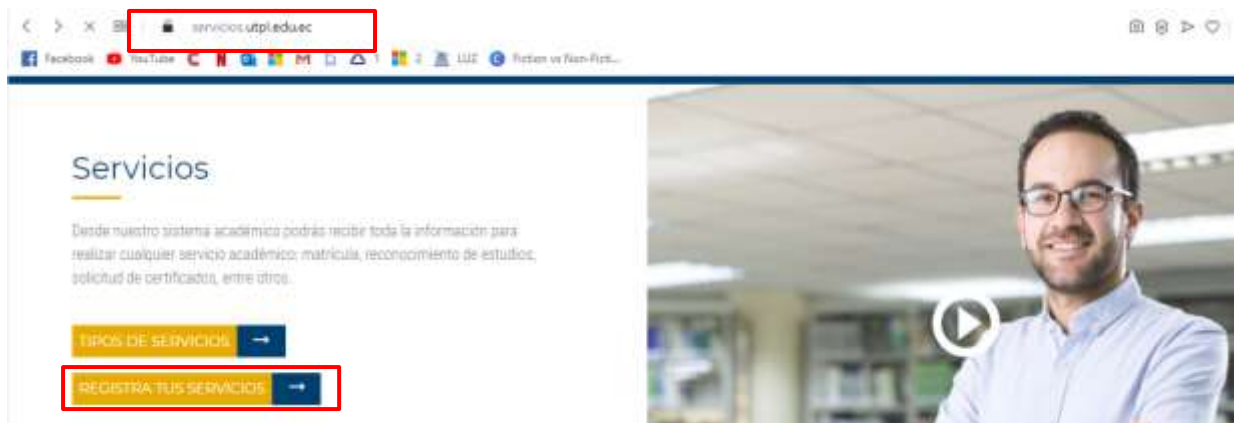 servicios.utpl.edu.ec
Facebook YouTube 1 2 LUZ Fiction vs Non-Ficti...
Servicios
Desde nuestro sistema académico podrás recibir toda la información para
realizar cualquier servicio académico: matrícula, reconocimiento de estudios,
solicitud de certificados, entre otros.
TIPOS DE SERVICIOS →
REGISTRA TUS SERVICIOS →